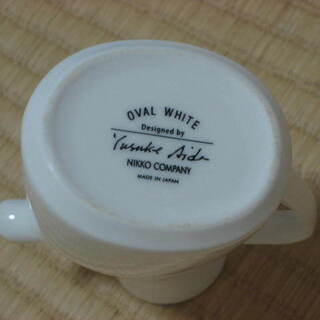 OVAL WHITE
Designed by
Yusuke Aida
NIKKO COMPANY
MADE IN JAPAN